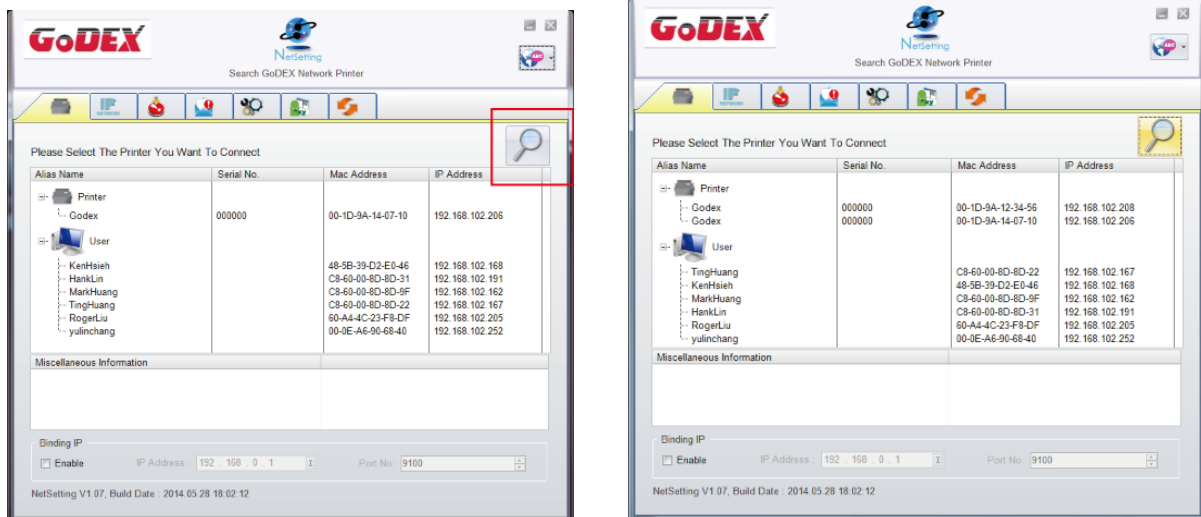 GoDEX
NetSetting
Search GoDEX Network Printer
IP
NETWORK
Please Select The Printer You Want To Connect
Alias Name Serial No. Mac Address IP Address
Printer
Godex 000000 00-1D-9A-14-07-10 192.168.102.206
User
KenHsieh 48-5B-39-D2-E0-46 192.168.102.168
HankLin C8-60-00-8D-8D-31 192.168.102.191
MarkHuang C8-60-00-8D-8D-9F 192.168.102.162
TingHuang C8-60-00-8D-8D-22 192.168.102.167
RogerLiu 60-A4-4C-23-F8-DF 192.168.102.205
yulinchang 00-0E-A6-90-68-40 192.168.102.252
Miscellaneous Information
Binding IP
Enable IP Address : 192 . 168 . 0 . 1 Port No: 9100
NetSetting V1.07, Build Date : 2014.05.28 18:02:12
GoDEX
NetSetting
Search GoDEX Network Printer
IP
NETWORK
Please Select The Printer You Want To Connect
Alias Name Serial No. Mac Address IP Address
Printer
Godex 000000 00-1D-9A-12-34-56 192.168.102.208
Godex 000000 00-1D-9A-14-07-10 192.168.102.206
User
TingHuang C8-60-00-8D-8D-22 192.168.102.167
KenHsieh 48-5B-39-D2-E0-46 192.168.102.168
MarkHuang C8-60-00-8D-8D-9F 192.168.102.162
HankLin C8-60-00-8D-8D-31 192.168.102.191
RogerLiu 60-A4-4C-23-F8-DF 192.168.102.205
yulinchang 00-0E-A6-90-68-40 192.168.102.252
Miscellaneous Information
Binding IP
Enable IP Address : 192 . 168 . 0 . 1 Port No: 9100
NetSetting V1.07, Build Date : 2014.05.28 18:02:12